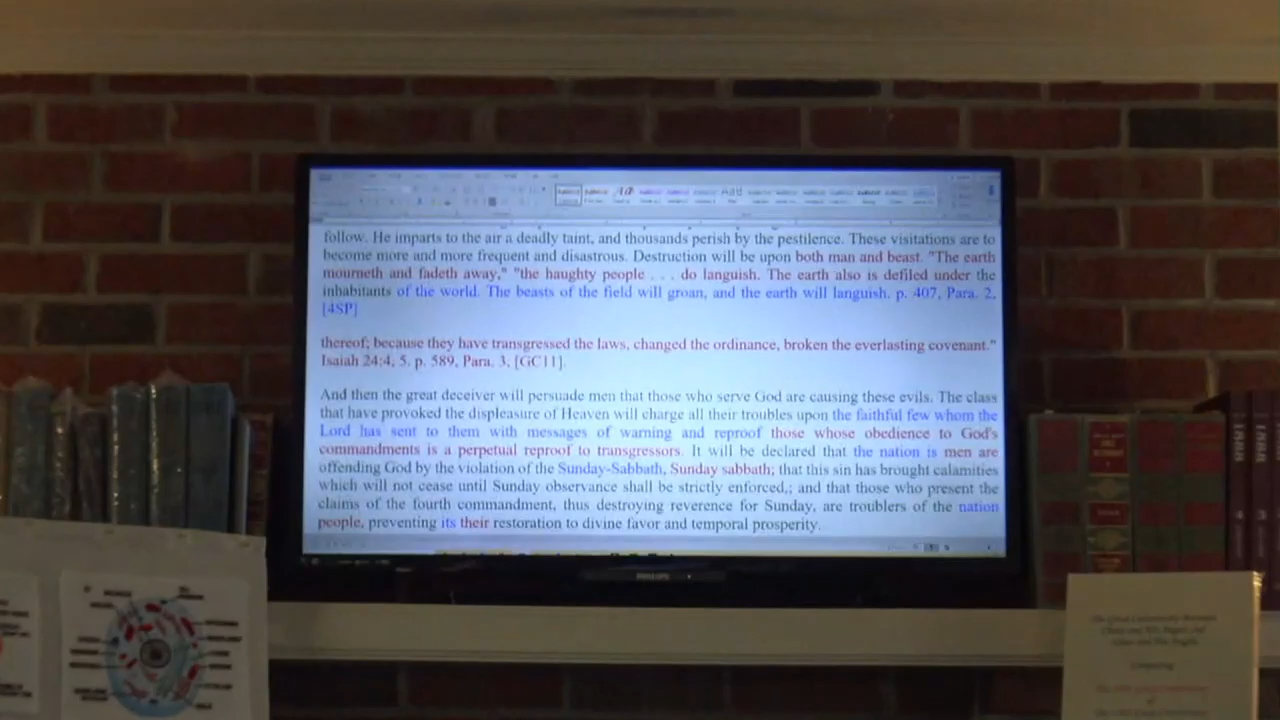 follow. He imparts to the air a deadly taint, and thousands perish by the pestilence. These visitations are to
become more and more frequent and disastrous. Destruction will be upon both man and beast. "The earth
mourneth and fadeth away," "the haughty people . . . do languish. The earth also is defiled under the
inhabitants of the world. The beasts of the field will groan, and the earth will languish. p. 407, Para. 2,
[4SP]
thereof; because they have transgressed the laws, changed the ordinance, broken the everlasting covenant."
Isaiah 24:4, 5. p. 589, Para. 3, [GC11].
And then the great deceiver will persuade men that those who serve God are causing these evils. The class
that have provoked the displeasure of Heaven will charge all their troubles upon the faithful few whom the
Lord has sent to them with messages of warning and reproof those whose obedience to God's
commandments is a perpetual reproof to transgressors. It will be declared that the nation is men are
offending God by the violation of the Sunday-Sabbath, Sunday sabbath; that this sin has brought calamities
which will not cease until Sunday observance shall be strictly enforced,; and that those who present the
claims of the fourth commandment, thus destroying reverence for Sunday, are troublers of the nation
people, preventing its their restoration to divine favor and temporal prosperity.
PHILIPS